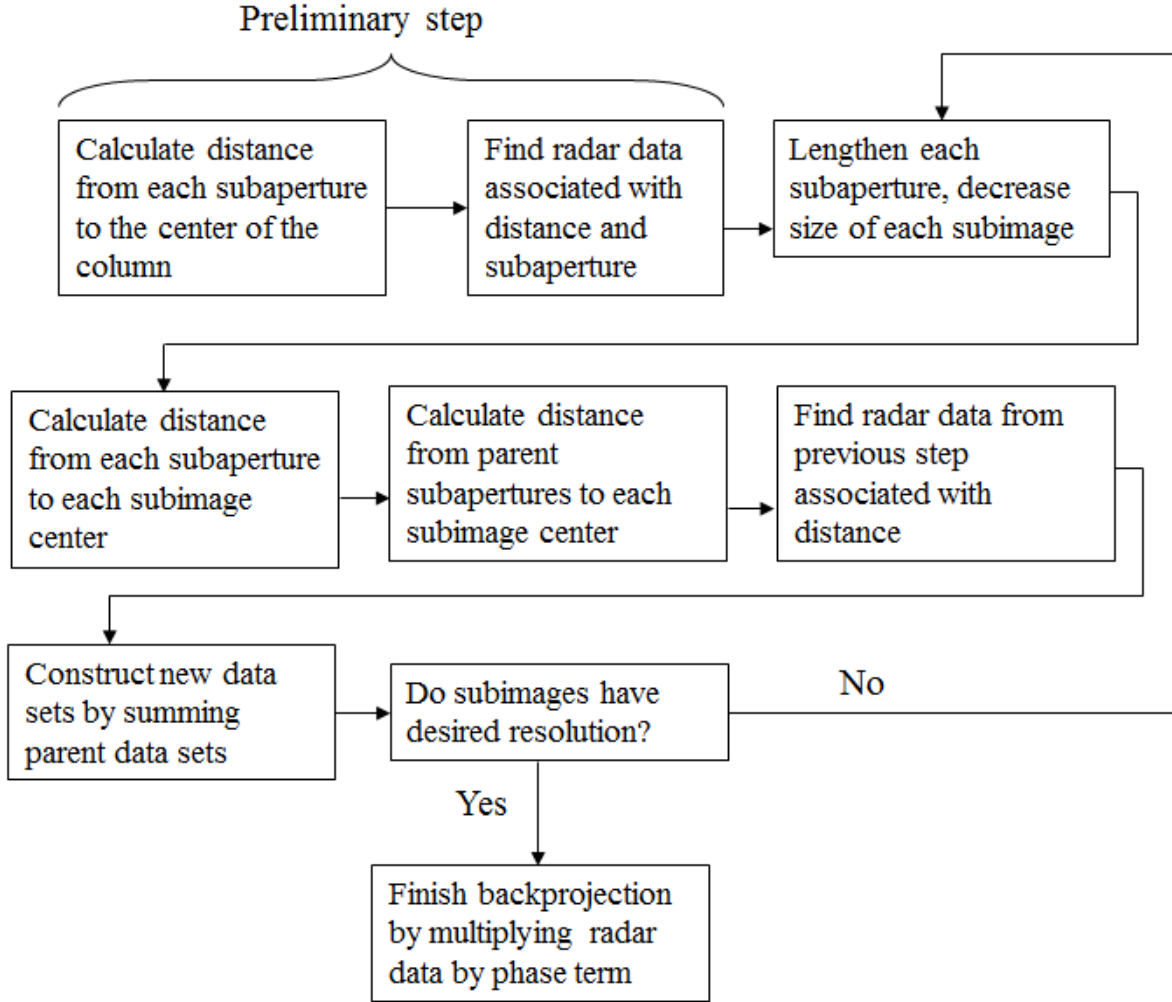 Preliminary step
Calculate distance
from each subaperture
to the center of the
column
Find radar data
associated with
distance and
subaperture
Lengthen each
subaperture, decrease
size of each subimage
Calculate distance
from each subaperture
to each subimage
center
Calculate distance
from parent
subapertures to each
subimage center
Find radar data from
previous step
associated with
distance
Construct new data
sets by summing
parent data sets
Do subimages have
desired resolution?
No
Yes
Finish backprojection
by multiplying radar
data by phase term